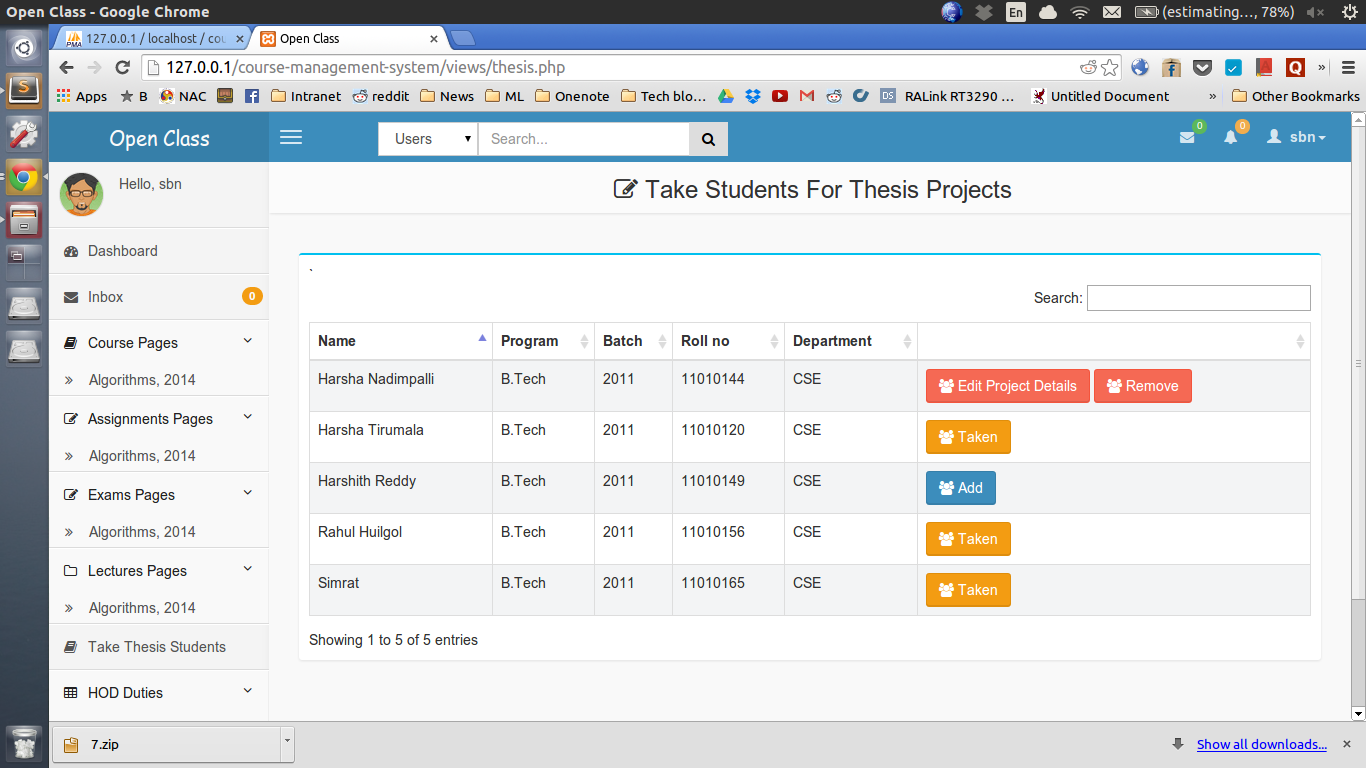 Open Class - Google Chrome
En
(estimating..., 78%)
PMA
127.0.0.1 / localhost / cou
Open Class
127.0.0.1/course-management-system/views/thesis.php
Apps
B
NAC
Intranet
reddit
News
ML
Onenote
Tech blo...
DS
RALink RT3290 ...
Untitled Document
»
Other Bookmarks
Open Class
Users
Search...
0
0
sbn
Hello, sbn
Take Students For Thesis Projects
Dashboard
Inbox
0
Course Pages
» Algorithms, 2014
Assignments Pages
» Algorithms, 2014
Exams Pages
» Algorithms, 2014
Lectures Pages
» Algorithms, 2014
Take Thesis Students
HOD Duties
`
Search:
Name Program Batch Roll no Department
Harsha Nadimpalli B.Tech 2011 11010144 CSE Edit Project Details Remove
Harsha Tirumala B.Tech 2011 11010120 CSE Taken
Harshith Reddy B.Tech 2011 11010149 CSE Add
Rahul Huilgol B.Tech 2011 11010156 CSE Taken
Simrat B.Tech 2011 11010165 CSE Taken
Showing 1 to 5 of 5 entries
7.zip
Show all downloads...